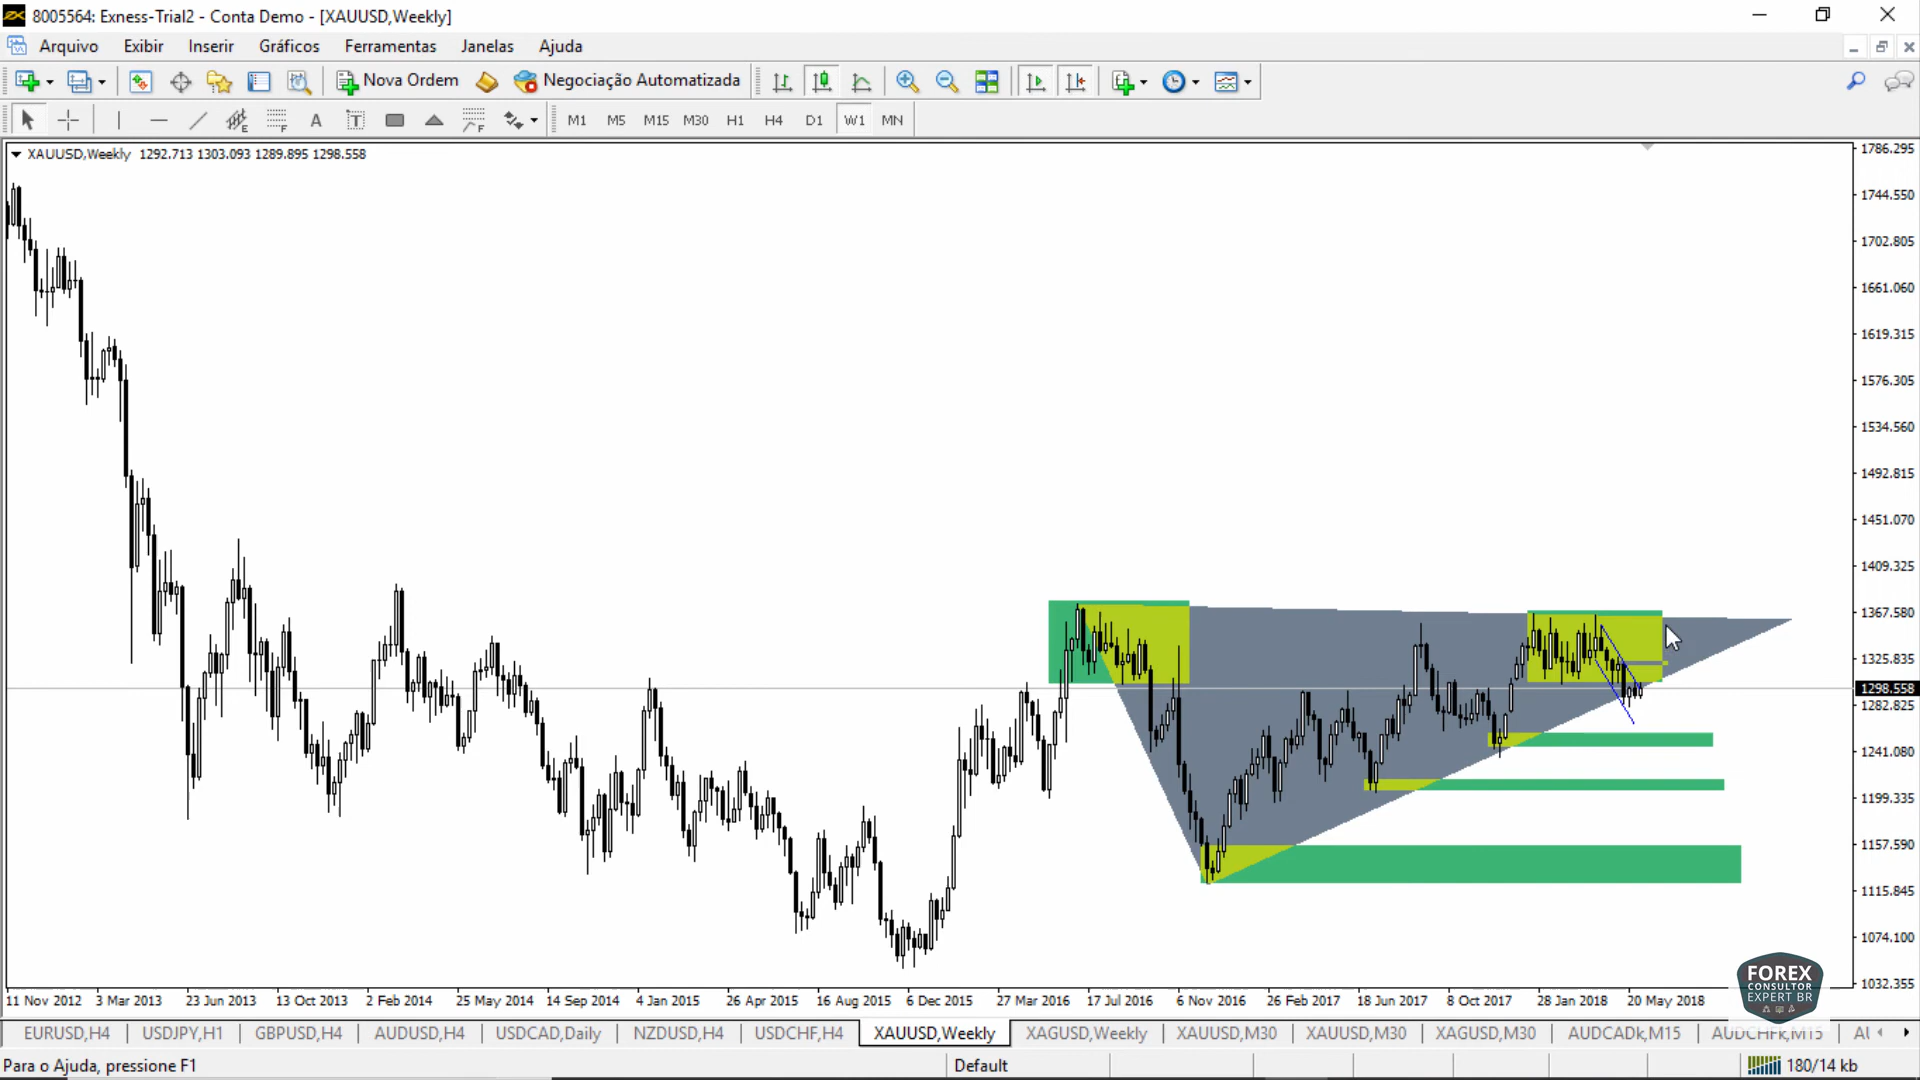 8005564: Exness-Trial2 - Conta Demo - [XAUUSD,Weekly]
Arquivo Exibir Inserir Gráficos Ferramentas Janelas Ajuda
Nova Ordem Negociação Automatizada
M1 M5 M15 M30 H1 H4 D1 W1 MN
XAUUSD,Weekly 1292.713 1303.093 1289.895 1298.558
1786.295
1744.550
1702.805
1661.060
1619.315
1576.305
1534.560
1492.815
1451.070
1409.325
1367.580
1325.835
1298.558
1282.825
1241.080
1199.335
1157.590
1115.845
1074.100
1032.355
FOREX
CONSULTOR
EXPERT BR
11 Nov 2012 3 Mar 2013 23 Jun 2013 13 Oct 2013 2 Feb 2014 25 May 2014 14 Sep 2014 4 Jan 2015 26 Apr 2015 16 Aug 2015 6 Dec 2015 27 Mar 2016 17 Jul 2016 6 Nov 2016 26 Feb 2017 18 Jun 2017 8 Oct 2017 28 Jan 2018 20 May 2018
EURUSD,H4 USDJPY,H1 GBPUSD,H4 AUDUSD,H4 USDCAD,Daily NZDUSD,H4 USDCHF,H4 XAUUSD,Weekly XAGUSD,Weekly XAUUSD,M30 XAUUSD,M30 XAGUSD,M30 AUDCADk,M15 AUDCHFk,M15
Para o Ajuda, pressione F1 Default 180/14 kb